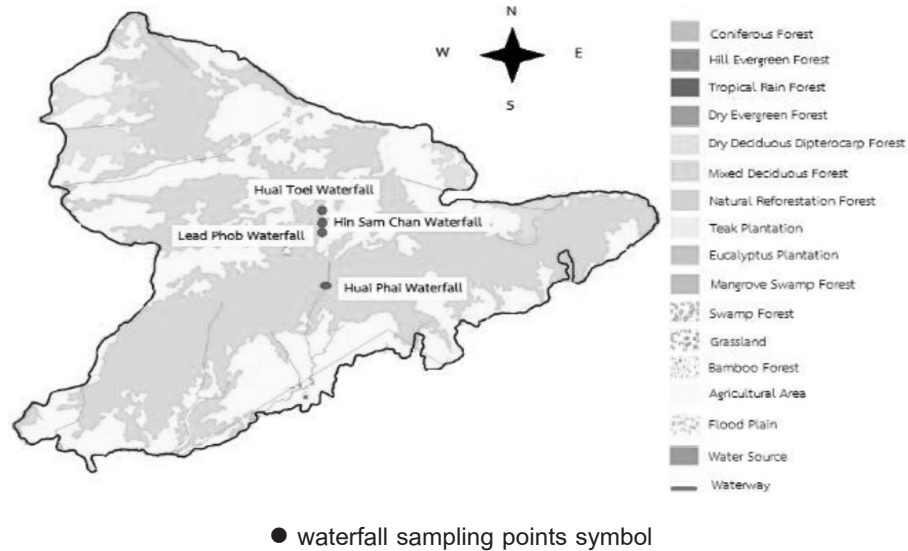 N
W
E
S
Huai Toei Waterfall
Hin Sam Chan Waterfall
Lead Phob Waterfall
Huai Phai Waterfall
Coniferous Forest
Hill Evergreen Forest
Tropical Rain Forest
Dry Evergreen Forest
Dry Deciduous Dipterocarp Forest
Mixed Deciduous Forest
Natural Reforestation Forest
Teak Plantation
Eucalyptus Plantation
Mangrove Swamp Forest
Swamp Forest
Grassland
Bamboo Forest
Agricultural Area
Flood Plain
Water Source
Waterway
waterfall sampling points symbol